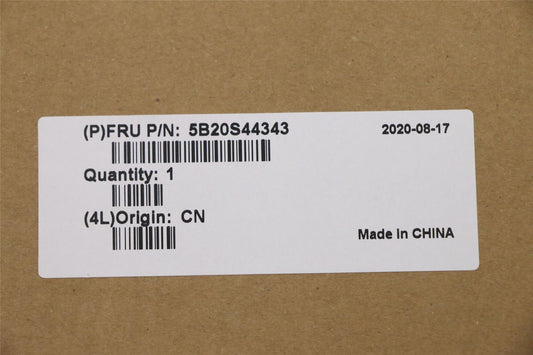 (P)FRU P/N: 5B20S44343
2020-08-17
Quantity: 1
(4L)Origin: CN
Made in CHINA